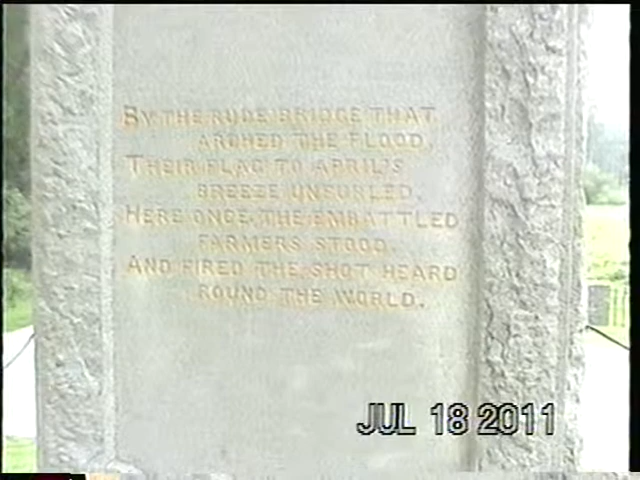 BY THE RUDE BRIDGE THAT
ARCHED THE FLOOD,
THEIR FLAG TO APRIL'S
BREEZE UNFURLED,
HERE ONCE THE EMBATTLED
FARMERS STOOD,
AND FIRED THE SHOT HEARD
ROUND THE WORLD.
JUL 18 2011